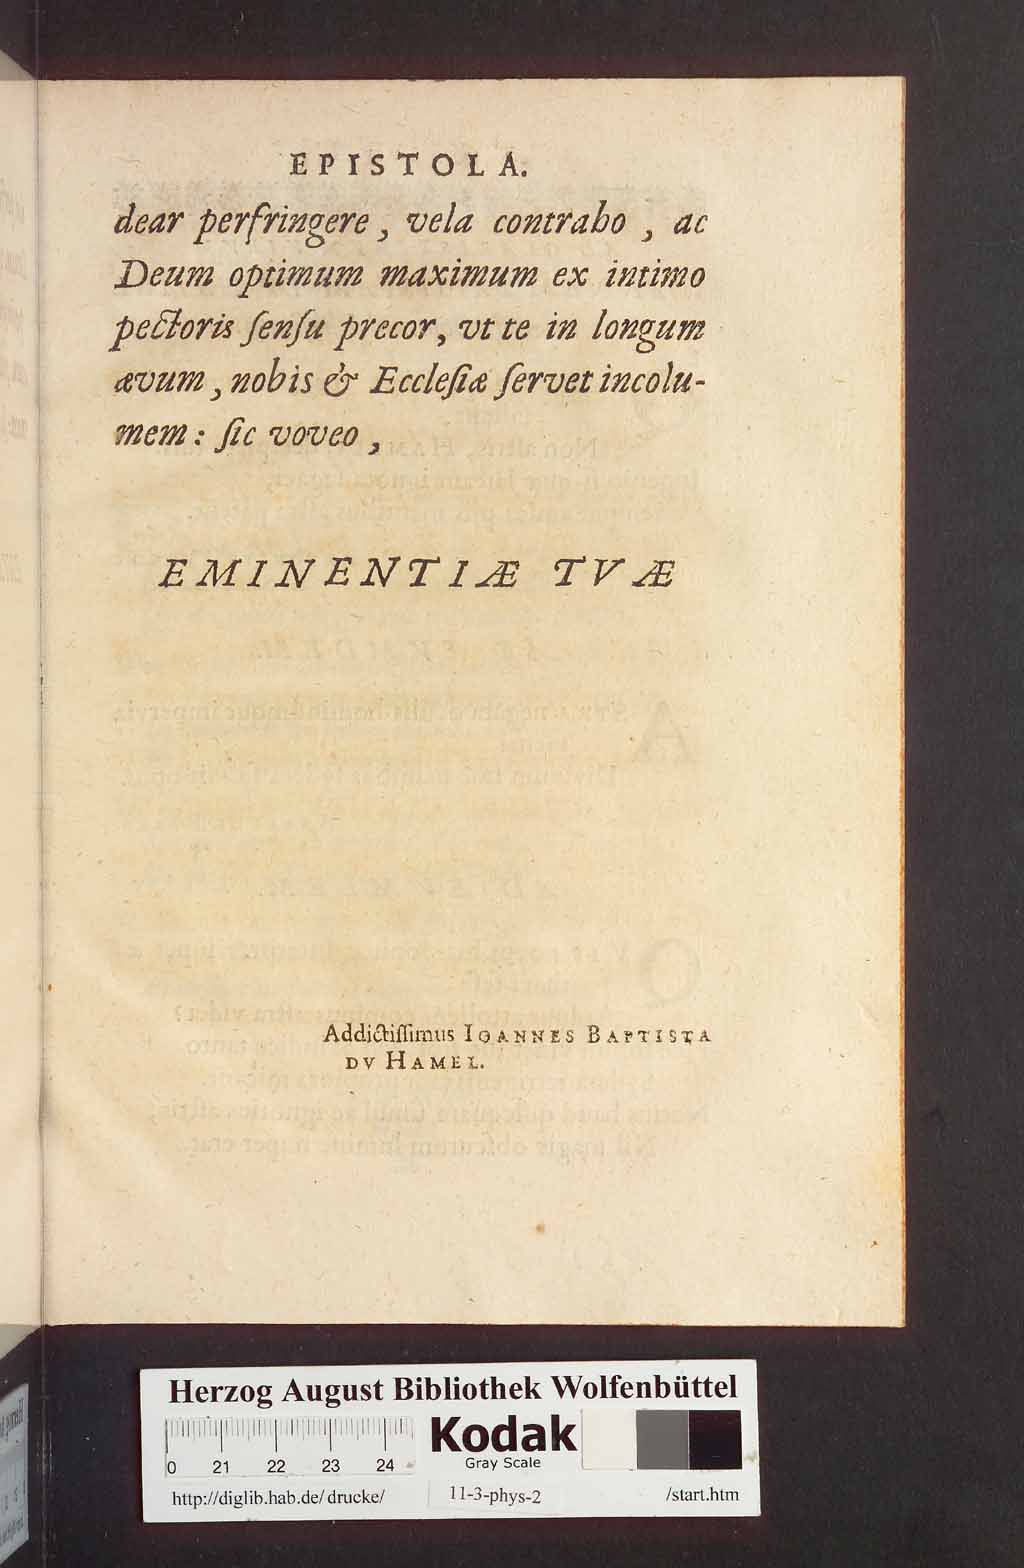 EPISTOLA.
dear perfringere, vela contraho, ac
Deum optimum maximum ex intimo
pectoris ſenſu precor, vt te in longum
ævum, nobis & Eccleſiæ ſervet incolu-
mem: ſic voveo,
EMINENTIÆ TVÆ
Addictiſſimus IOANNES BAPTISTA
DV HAMEL.
Herzog August Bibliothek Wolfenbüttel
0 21 22 23 24
Kodak
Gray Scale
http://diglib.hab.de/drucke/ 11-3-phys-2 /start.htm